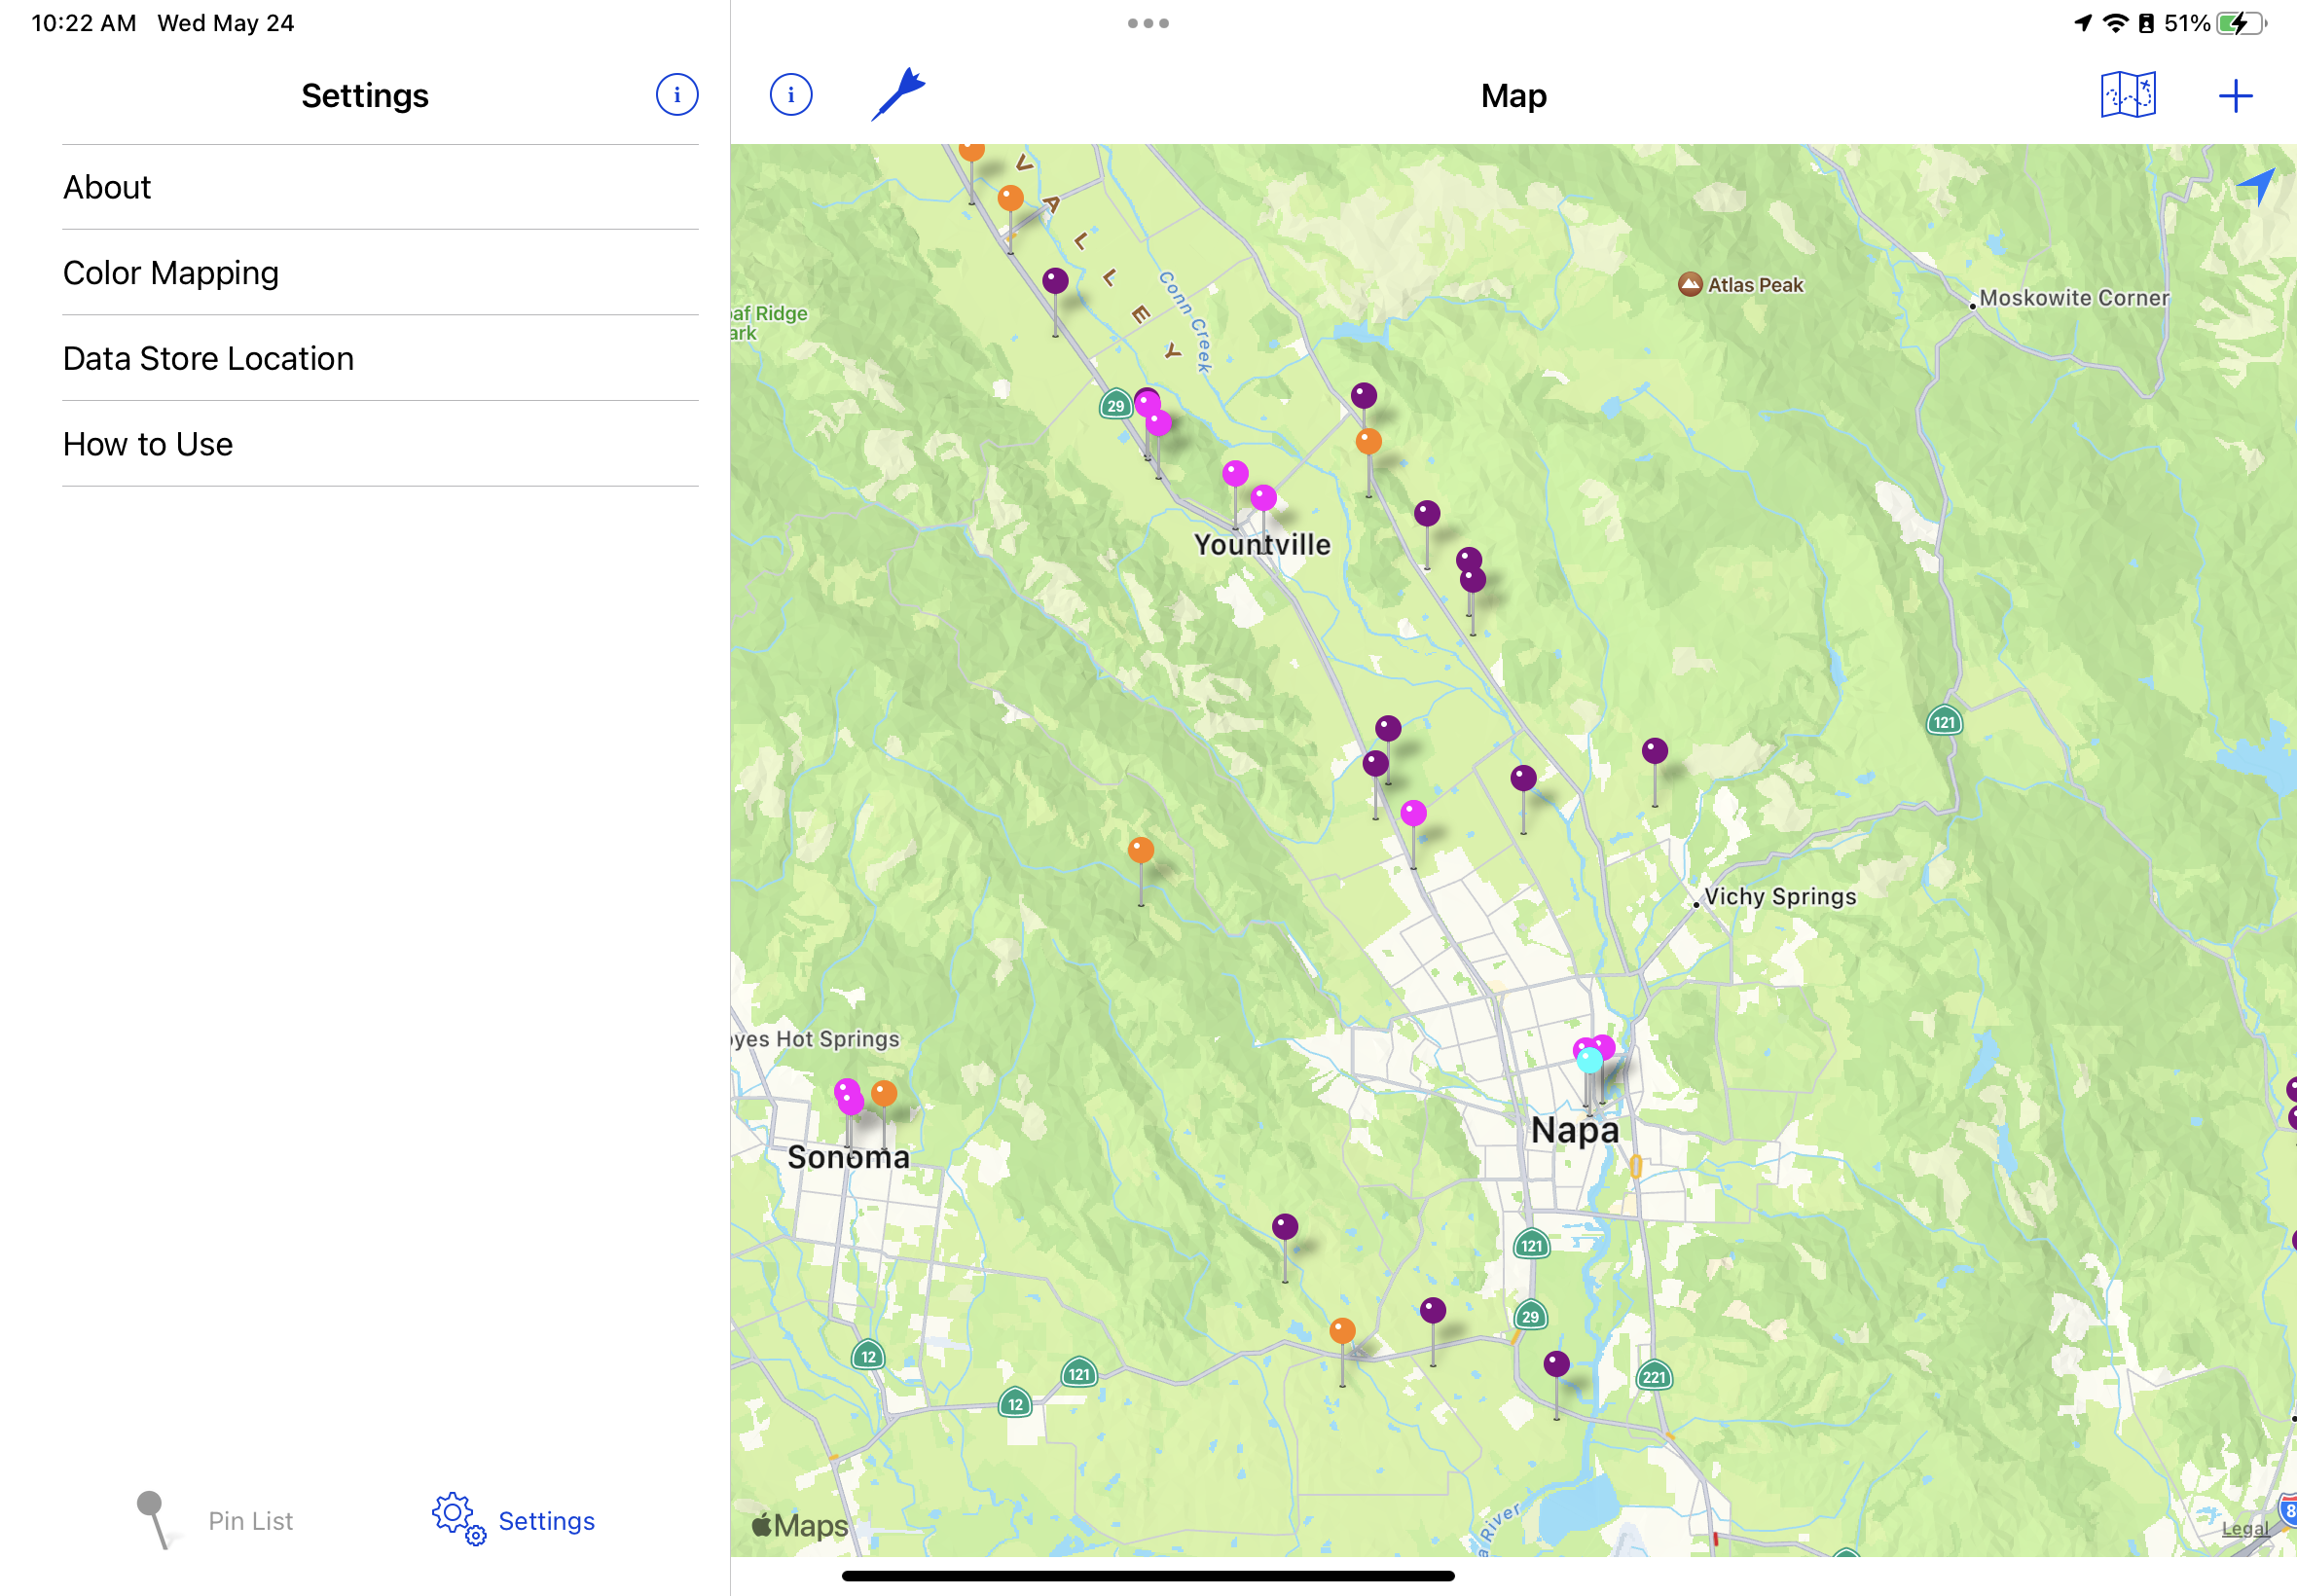 10:22 AM Wed May 24
51%
Settings
i
i
Map
About
Color Mapping
Data Store Location
How to Use
Pin List
Settings
VALLEY
Conn Creek
Atlas Peak
Moskowite Corner
af Ridge
ark
29
Yountville
121
Vichy Springs
yes Hot Springs
Sonoma
Napa
121
29
12
121
12
221
River
8
Maps
Legal